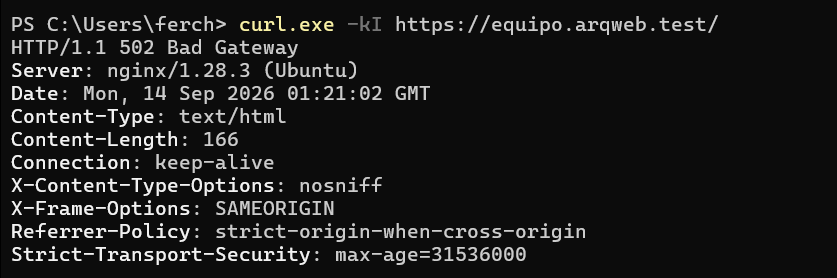 PS C:\Users\ferch> curl.exe -kI https://equipo.arqweb.test/
HTTP/1.1 502 Bad Gateway
Server: nginx/1.28.3 (Ubuntu)
Date: Mon, 14 Sep 2026 01:21:02 GMT
Content-Type: text/html
Content-Length: 166
Connection: keep-alive
X-Content-Type-Options: nosniff
X-Frame-Options: SAMEORIGIN
Referrer-Policy: strict-origin-when-cross-origin
Strict-Transport-Security: max-age=31536000